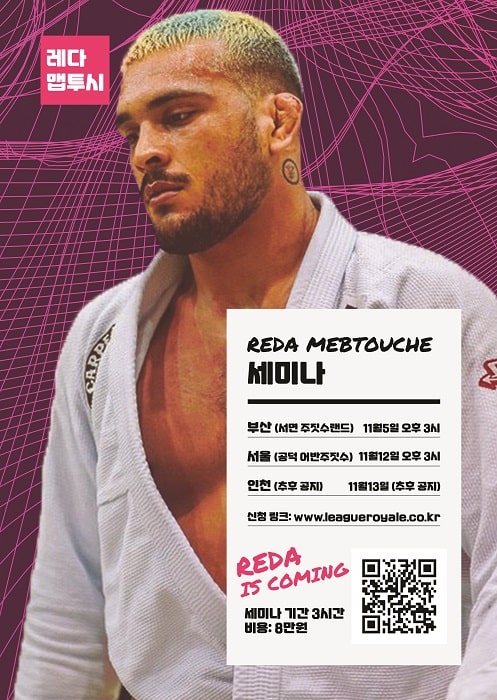 레다
맵투시
CARPE
REDA MEBTOUCHE
세미나
부산 (서면 주짓수랜드) 11월5일 오후 3시
서울 (공덕 어반주짓수) 11월12일 오후 3시
인천 (추후 공지) 11월13일 (추후 공지)
신청 링크: www.leagueroyale.co.kr
REDA
IS COMING
세미나 기간 3시간
비용: 8만원